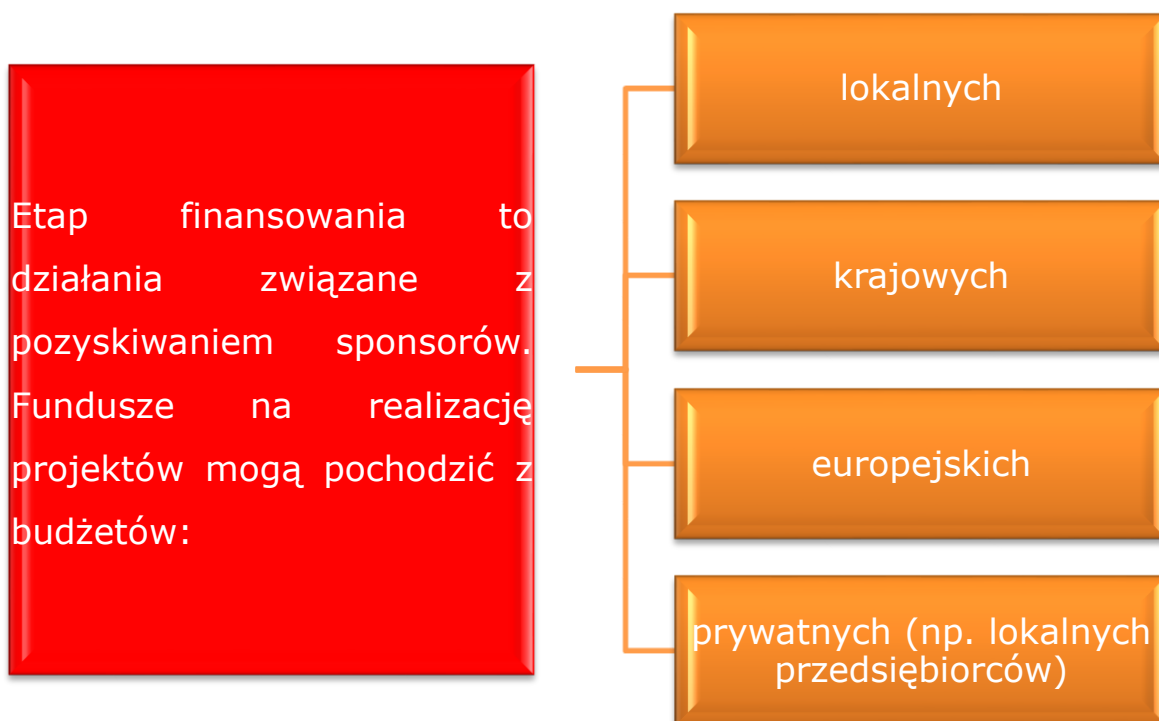 Etap finansowania to
działania związane z
pozyskiwaniem sponsorów.
Fundusze na realizację
projektów mogą pochodzić z
budżetów:
lokalnych
krajowych
europejskich
prywatnych (np. lokalnych
przedsiębiorców)